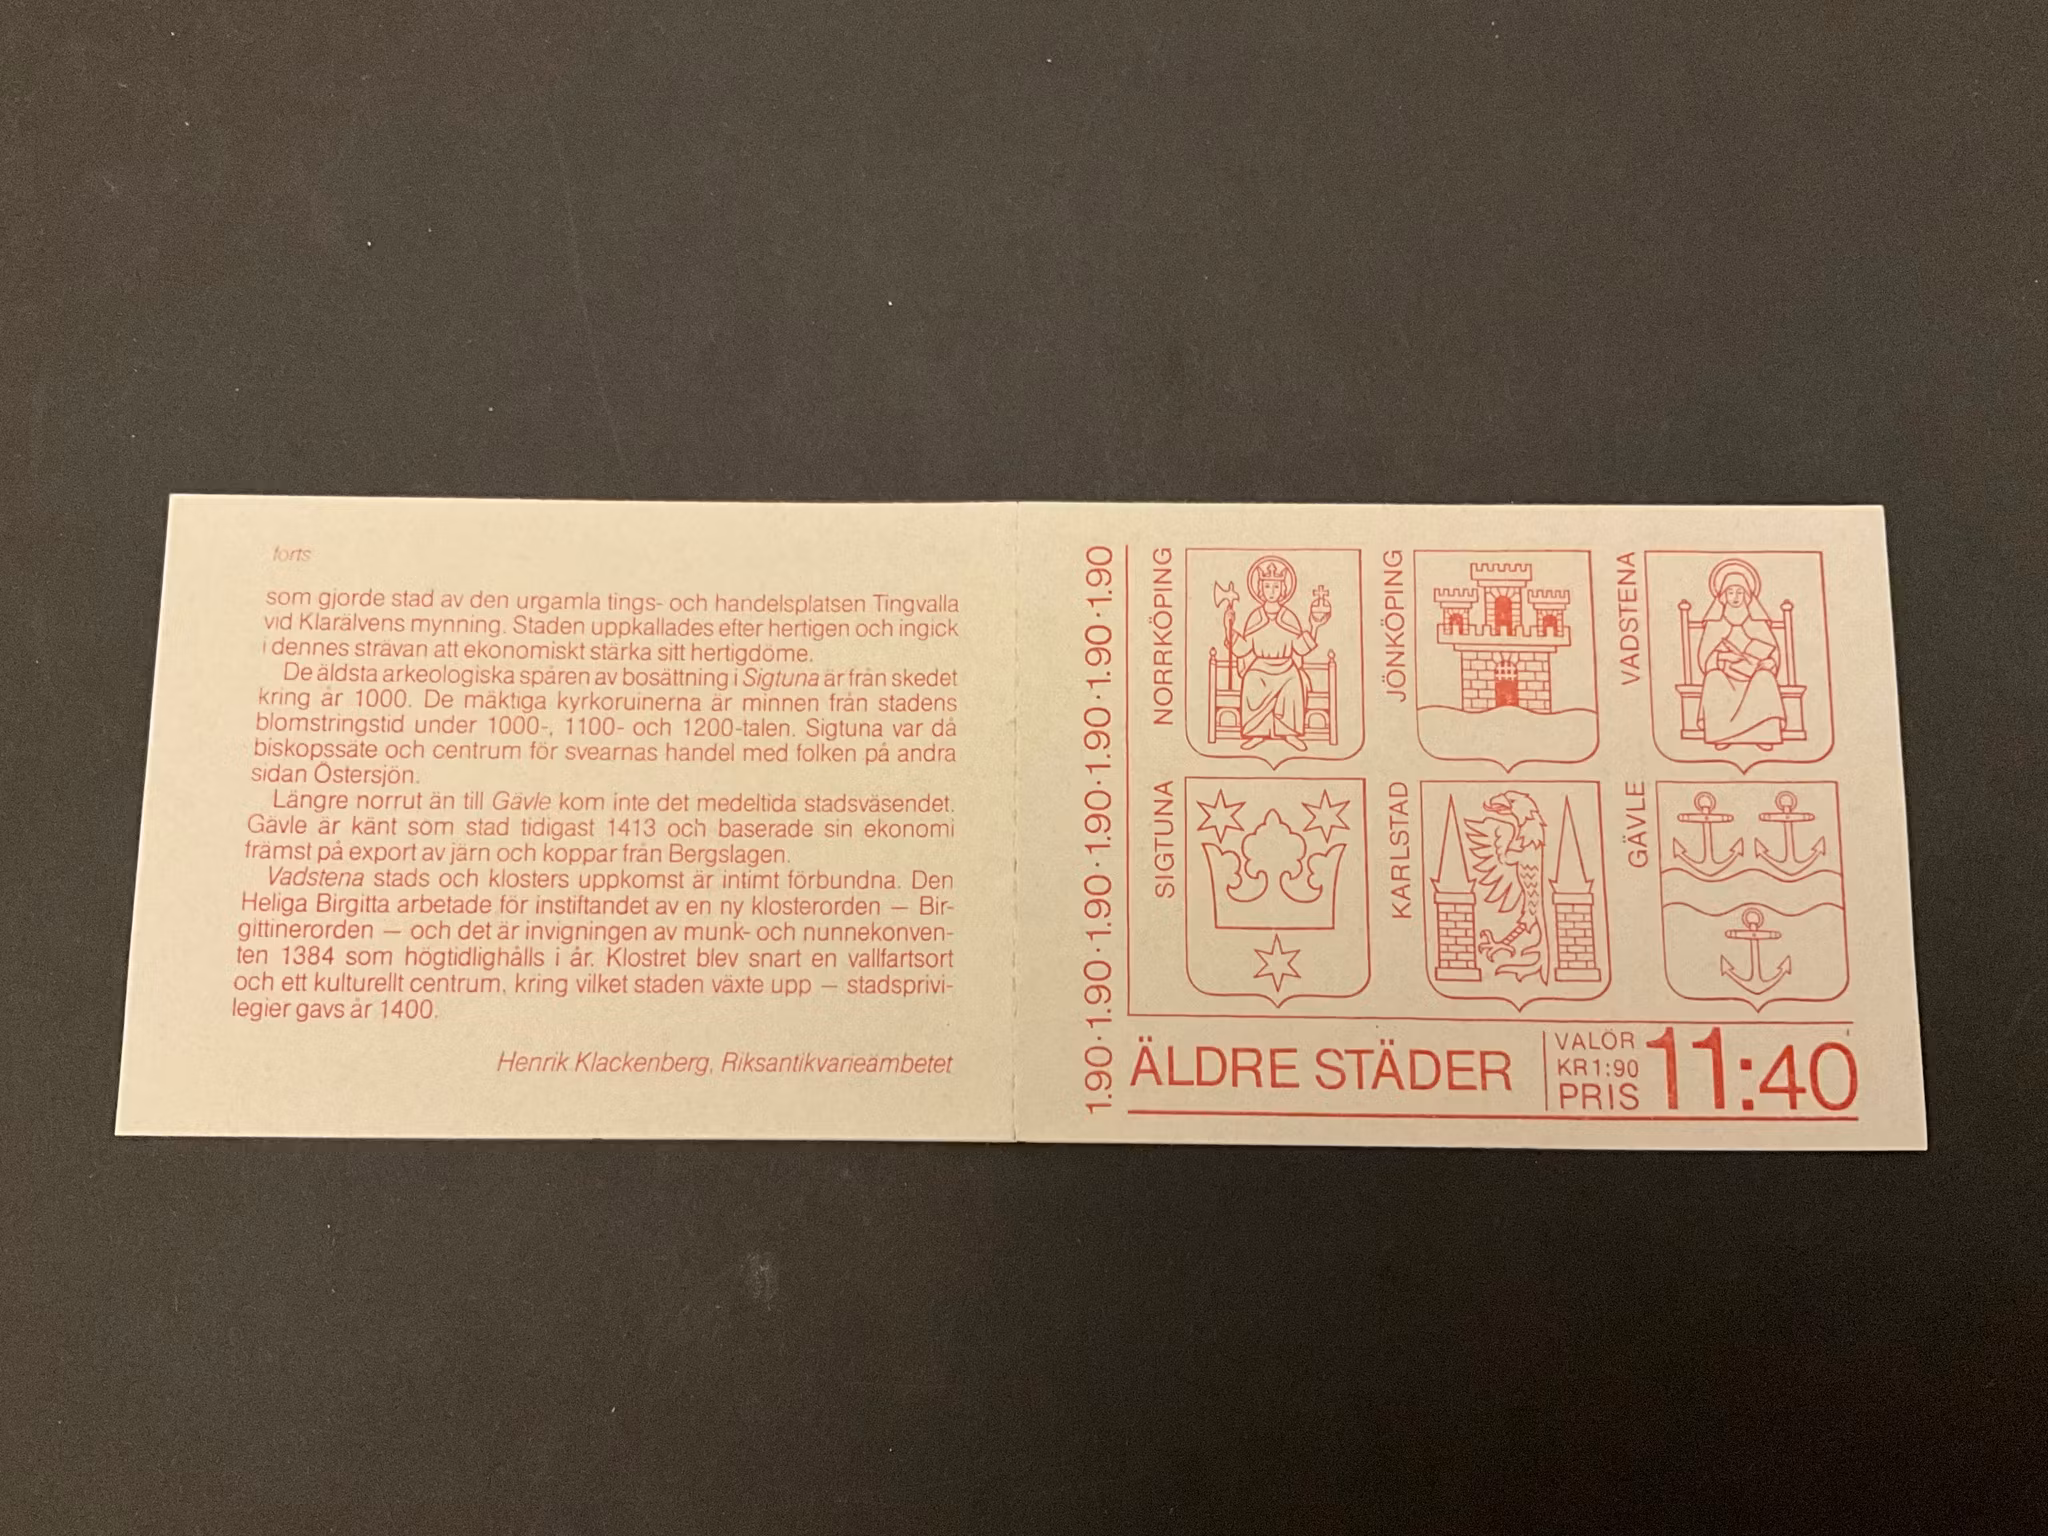 forts
som gjorde stad av den urgamla tings- och handelsplatsen Tingvalla
vid Klarälvens mynning. Staden uppkallades efter hertigen och ingick
i dennes strävan att ekonomiskt stärka sitt hertigdöme.
De äldsta arkeologiska spåren av bosättning i Sigtuna är från skedet
kring år 1000. De mäktiga kyrkoruinerna är minnen från stadens
blomstringstid under 1000-, 1100- och 1200-talen. Sigtuna var då
biskopssäte och centrum för svearnas handel med folken på andra
sidan Östersjön.
Längre norrut än till Gävle kom inte det medeltida stadsväsendet.
Gävle är känt som stad tidigast 1413 och baserade sin ekonomi
främst på export av järn och koppar från Bergslagen.
Vadstena stads och klosters uppkomst är intimt förbundna. Den
Heliga Birgitta arbetade för instiftandet av en ny klosterorden — Bir-
gittinerorden — och det är invigningen av munk- och nunnekonven-
ten 1384 som högtidlighålls i år. Klostret blev snart en vallfartsort
och ett kulturellt centrum, kring vilket staden växte upp — stadsprivi-
legier gavs år 1400.
Henrik Klackenberg, Riksantikvarieämbetet
1.90·1.90·1.90·1.90·1.90·1.90·1.90
NORRKÖPING
JÖNKÖPING
VADSTENA
SIGTUNA
KARLSTAD
GÄVLE
ÄLDRE STÄDER
VALÖR
KR 1:90
PRIS 11:40